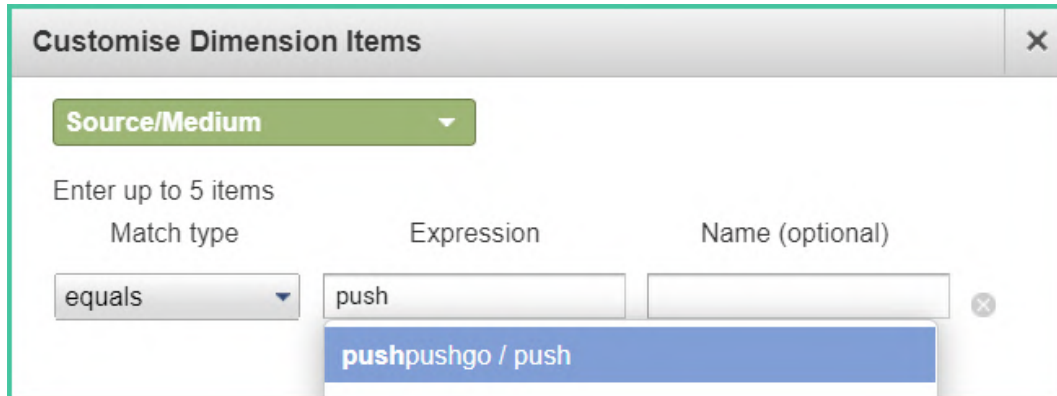 Customise Dimension Items
Source/Medium
Enter up to 5 items
Match type Expression Name (optional)
equals push
pushpushgo / push